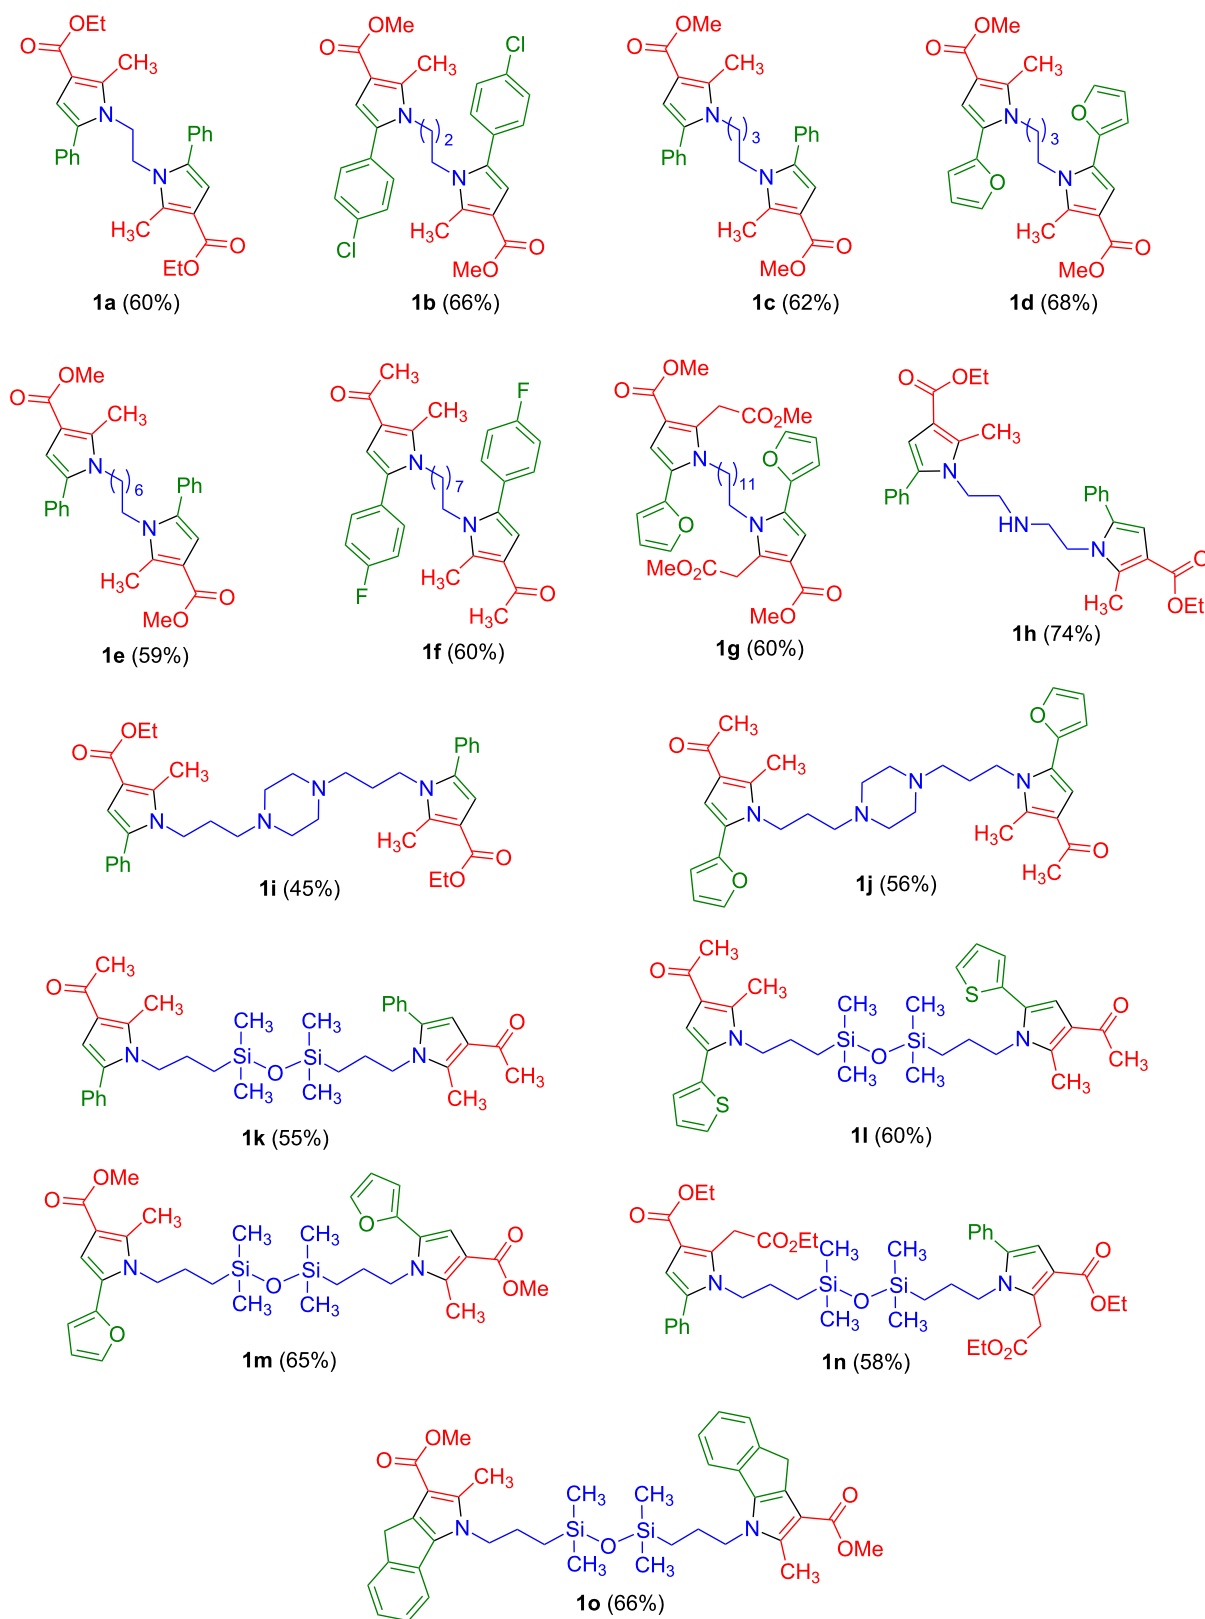 OEt
O
CH3
N
Ph
Ph
N
H3C
O
EtO
1a (60%)
OMe
O
CH3
Cl
N
( )2
N
Cl
H3C
O
MeO
1b (66%)
OMe
O
CH3
N
( )3
Ph
Ph
N
H3C
O
MeO
1c (62%)
OMe
O
CH3
O
N
( )3
N
O
H3C
O
MeO
1d (68%)
OMe
O
CH3
N
( )6
Ph
Ph
N
H3C
O
MeO
1e (59%)
CH3
O
CH3
F
N
( )7
N
F
H3C
O
CH3
1f (60%)
OMe
O
CO2Me
N
O
( )11
O
N
MeO2C
O
MeO
1g (60%)
O
OEt
CH3
N
Ph
Ph
HN
N
O
H3C
OEt
1h (74%)
OEt
O
CH3
N
Ph
N
N
N
Ph
H3C
O
EtO
1i (45%)
CH3
O
CH3
N
O
N
N
O
N
H3C
O
CH3
1j (56%)
CH3
O
CH3
N
Ph
CH3
CH3
Si
O
Si
CH3
CH3
Ph
N
O
CH3
CH3
1k (55%)
CH3
O
CH3
N
S
CH3
CH3
Si
O
Si
CH3
CH3
S
N
O
CH3
CH3
1l (60%)
OMe
O
CH3
N
O
CH3
CH3
Si
O
Si
CH3
CH3
O
N
O
OMe
CH3
1m (65%)
OEt
O
CO2Et
N
Ph
CH3
CH3
Si
O
Si
CH3
CH3
Ph
N
O
OEt
EtO2C
1n (58%)
OMe
O
CH3
N
CH3
CH3
Si
O
Si
CH3
CH3
N
O
OMe
CH3
1o (66%)